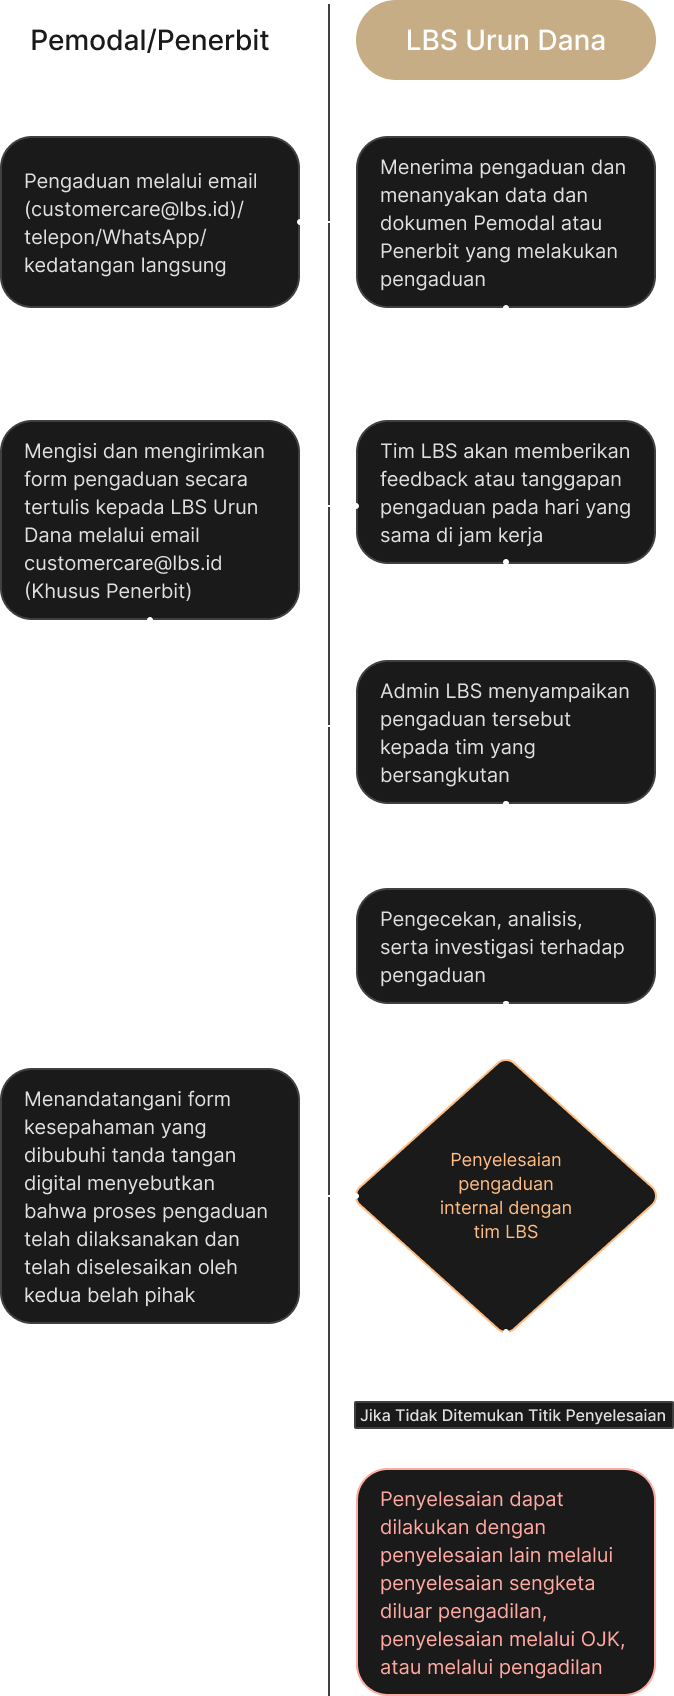 Pemodal/Penerbit
LBS Urun Dana
Pengaduan melalui email
(customercare@lbs.id)/
telepon/WhatsApp/
kedatangan langsung
Menerima pengaduan dan
menanyakan data dan
dokumen Pemodal atau
Penerbit yang melakukan
pengaduan
Mengisi dan mengirimkan
form pengaduan secara
tertulis kepada LBS Urun
Dana melalui email
customercare@lbs.id
(Khusus Penerbit)
Tim LBS akan memberikan
feedback atau tanggapan
pengaduan pada hari yang
sama di jam kerja
Admin LBS menyampaikan
pengaduan tersebut
kepada tim yang
bersangkutan
Pengecekan, analisis,
serta investigasi terhadap
pengaduan
Menandatangani form
kesepahaman yang
dibubuhi tanda tangan
digital menyebutkan
bahwa proses pengaduan
telah dilaksanakan dan
telah diselesaikan oleh
kedua belah pihak
Penyelesaian
pengaduan
internal dengan
tim LBS
Jika Tidak Ditemukan Titik Penyelesaian
Penyelesaian dapat
dilakukan dengan
penyelesaian lain melalui
penyelesaian sengketa
diluar pengadilan,
penyelesaian melalui OJK,
atau melalui pengadilan